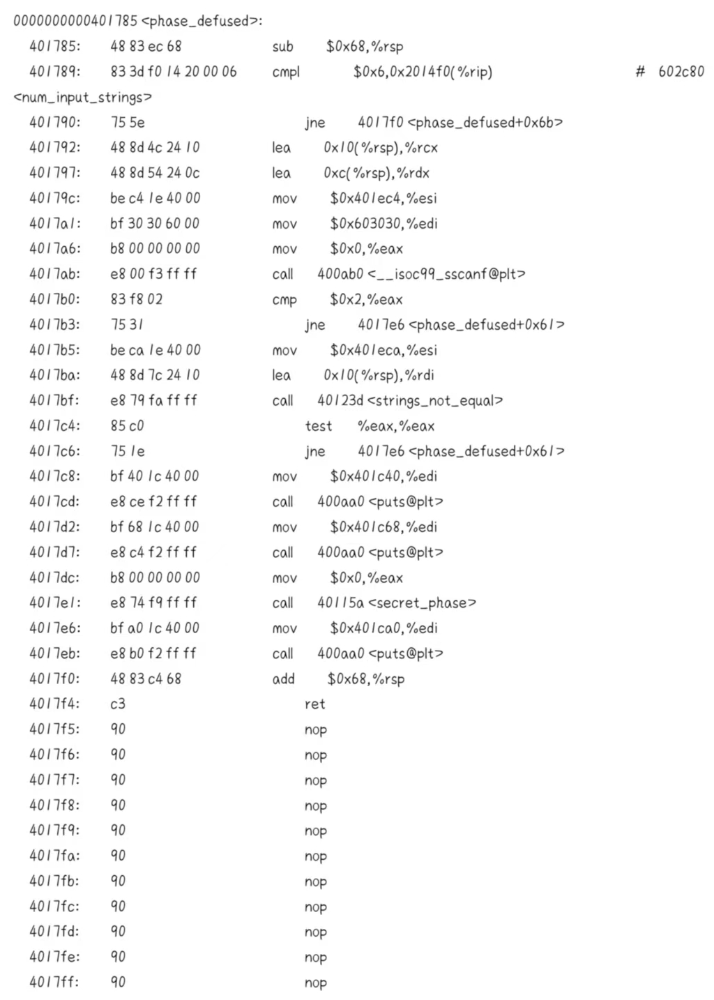 0000000000401785 <phase_defused>:
401785: 48 83 ec 68 sub $0x68,%rsp
401789: 83 3d f0 14 20 00 06 cmpl $0x6,0x2014f0(%rip) # 602c80
<num_input_strings>
401790: 75 5e jne 4017f0 <phase_defused+0x6b>
401792: 48 8d 4c 24 10 lea 0x10(%rsp),%rcx
401797: 48 8d 54 24 0c lea 0xc(%rsp),%rdx
40179c: be c4 1e 40 00 mov $0x401ec4,%esi
4017a1: bf 30 30 60 00 mov $0x603030,%edi
4017a6: b8 00 00 00 00 mov $0x0,%eax
4017ab: e8 00 f3 ff ff call 400ab0 <__isoc99_sscanf@plt>
4017b0: 83 f8 02 cmp $0x2,%eax
4017b3: 75 31 jne 4017e6 <phase_defused+0x61>
4017b5: be ca 1e 40 00 mov $0x401eca,%esi
4017ba: 48 8d 7c 24 10 lea 0x10(%rsp),%rdi
4017bf: e8 79 fa ff ff call 40123d <strings_not_equal>
4017c4: 85 c0 test %eax,%eax
4017c6: 75 1e jne 4017e6 <phase_defused+0x61>
4017c8: bf 40 1c 40 00 mov $0x401c40,%edi
4017cd: e8 ce f2 ff ff call 400aa0 <puts@plt>
4017d2: bf 68 1c 40 00 mov $0x401c68,%edi
4017d7: e8 c4 f2 ff ff call 400aa0 <puts@plt>
4017dc: b8 00 00 00 00 mov $0x0,%eax
4017e1: e8 74 f9 ff ff call 40115a <secret_phase>
4017e6: bf a0 1c 40 00 mov $0x401ca0,%edi
4017eb: e8 b0 f2 ff ff call 400aa0 <puts@plt>
4017f0: 48 83 c4 68 add $0x68,%rsp
4017f4: c3 ret
4017f5: 90 nop
4017f6: 90 nop
4017f7: 90 nop
4017f8: 90 nop
4017f9: 90 nop
4017fa: 90 nop
4017fb: 90 nop
4017fc: 90 nop
4017fd: 90 nop
4017fe: 90 nop
4017ff: 90 nop